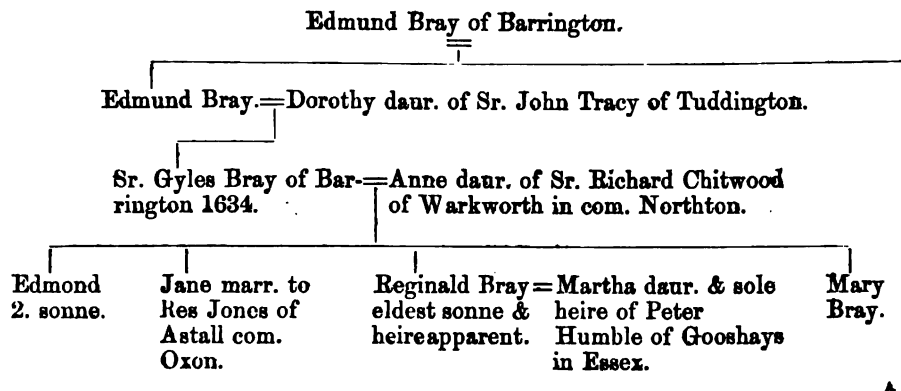 Edmund Bray of Barrington.
Edmund Bray.=Dorothy daur. of Sr. John Tracy of Tuddington.
Sr. Gyles Bray of Bar-=Anne daur. of Sr. Richard Chitwood
rington 1634. of Warkworth in com. Northton.
Edmond
2. sonne.
Jane marr. to
Res Jones of
Astall com.
Oxon.
Reginald Bray=
eldest sonne &
heire apparent.
Martha daur. & sole
heire of Peter
Humble of Gooshays
in Essex.
Mary
Bray.